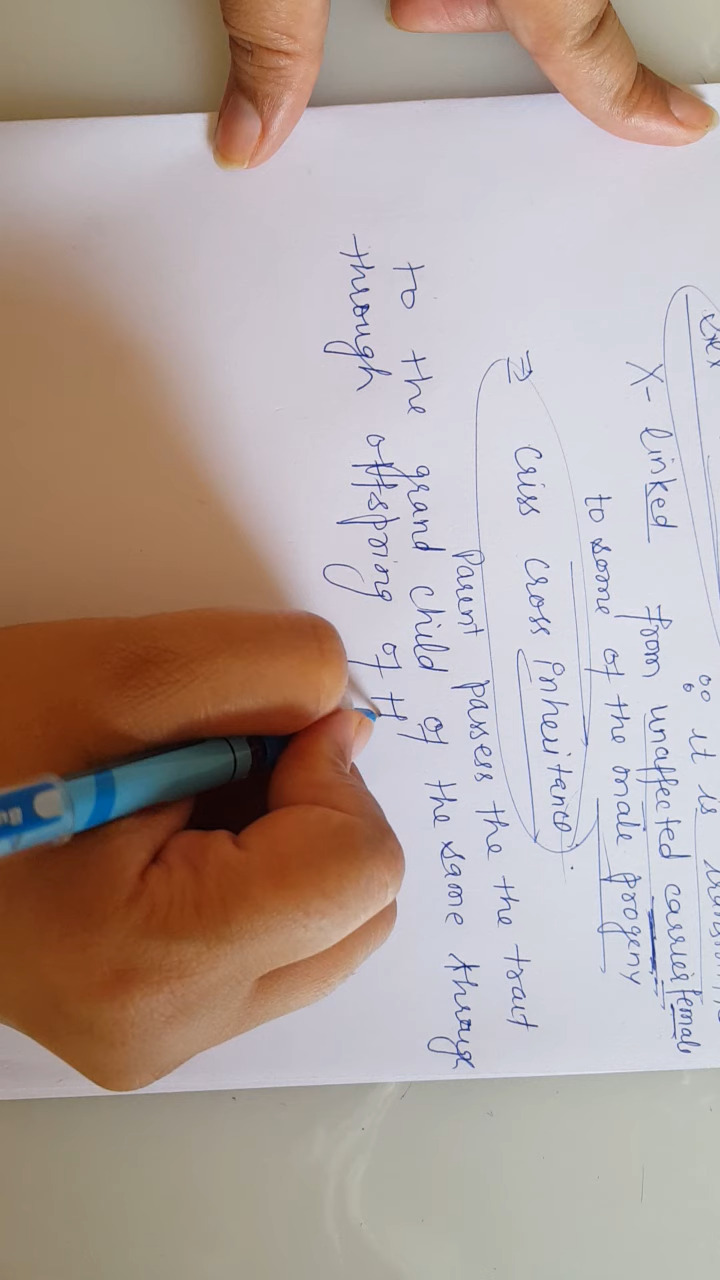 it is
X- linked from unaffected carrier female
to some of the male progeny
⇒ criss cross inheritance.
Parent passes the the trait
to the grand child of the same through
through offspring of